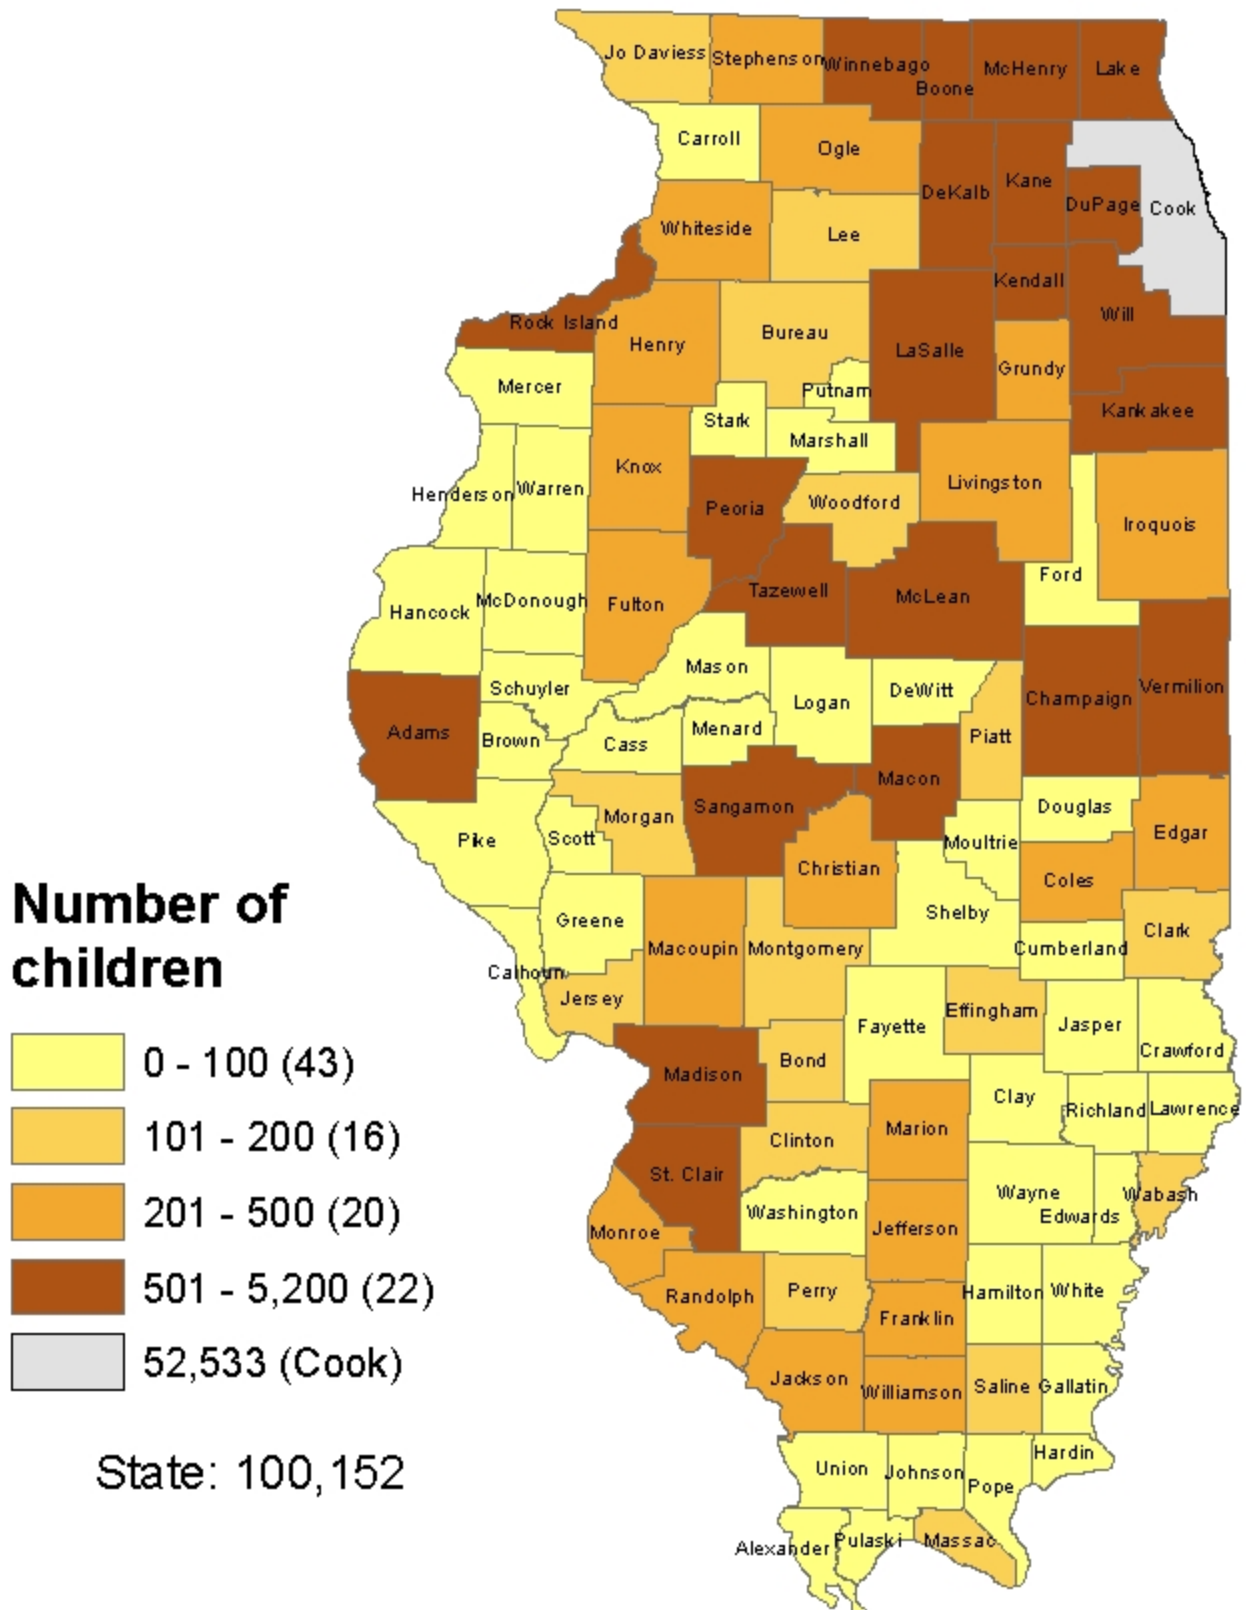 Jo Daviess Stephenson Winnebago Boone McHenry Lake
Carroll Ogle DeKalb Kane DuPage Cook
Whiteside Lee Kendall Will
Rock Island Henry Bureau LaSalle Grundy
Mercer Putnam Kankakee
Stark Marshall
Henderson Warren Knox Peoria Woodford Livingston Iroquois
Hancock McDonough Fulton Tazewell McLean Ford
Mason
Schuyler Logan DeWitt Champaign Vermilion
Adams Brown Cass Menard Piatt
Macon
Pike Scott Morgan Sangamon Douglas
Christian Moultrie Coles Edgar
Number of
children
Greene Shelby Clark
Calhoun Macoupin Montgomery Cumberland
Jersey Fayette Effingham Jasper Crawford
0 - 100 (43)
Madison Bond Clay Richland Lawrence
101 - 200 (16)
Clinton Marion
St. Clair Wayne Wabash
201 - 500 (20)
Monroe Washington Jefferson Edwards
501 - 5,200 (22)
Randolph Perry Franklin Hamilton White
52,533 (Cook)
Jackson Williamson Saline Gallatin
State: 100,152
Union Johnson Pope Hardin
Alexander Pulaski Massac